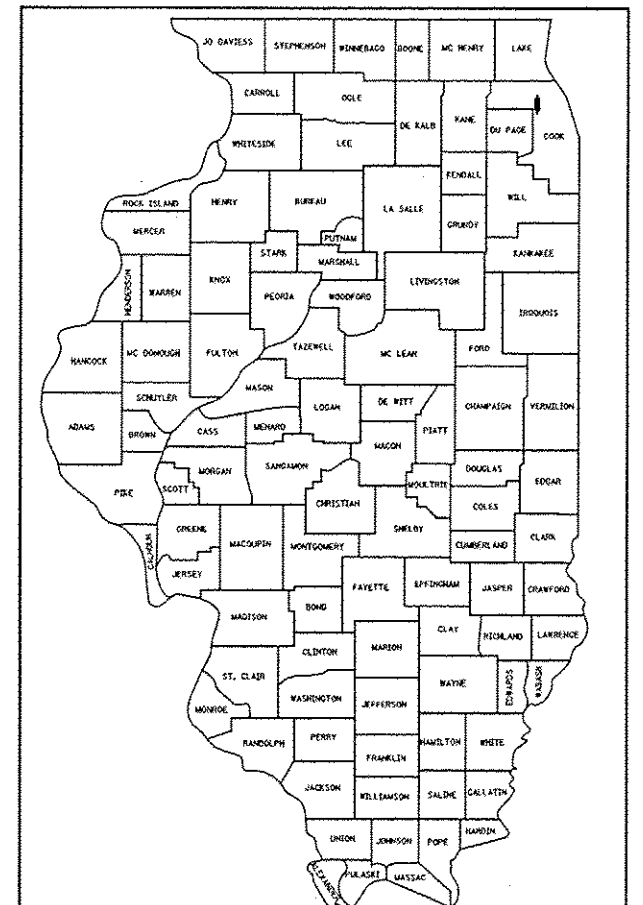 JO DAVIESS
STEPHENSON
WINNEBAGO
BOONE
MC HENRY
LAKE
CARROLL
OGLE
DE KALB
KANE
DU PAGE
COOK
WHITESIDE
LEE
KENDALL
WILL
ROCK ISLAND
HENRY
BUREAU
LA SALLE
GRUNDY
MERCER
PUTNAM
STARK
MARSHALL
KANKAKEE
HENDERSON
WARREN
KNOX
PEORIA
WOODFORD
LIVINGSTON
IROQUOIS
HANCOCK
MC DONOUGH
FULTON
TAZEWELL
MC LEAN
FORD
SCHUYLER
MASON
LOGAN
DE WITT
CHAMPAIGN
VERMILION
ADAMS
BROWN
CASS
MENARD
MACON
PIATT
PIKE
SCOTT
MORGAN
SANGAMON
MOULTRIE
DOUGLAS
EDGAR
CHRISTIAN
COLES
CALHOUN
GREENE
MACOUPIN
MONTGOMERY
SHELBY
CUMBERLAND
CLARK
JERSEY
FAYETTE
EFFINGHAM
JASPER
CRAWFORD
MADISON
BOND
CLAY
RICHLAND
LAWRENCE
CLINTON
MARION
ST. CLAIR
WAYNE
EDWARDS
WABASH
MONROE
WASHINGTON
JEFFERSON
RANDOLPH
PERRY
HAMILTON
WHITE
FRANKLIN
JACKSON
WILLIAMSON
SALINE
GALLATIN
UNION
JOHNSON
POPE
HARDIN
ALEXANDER
PULASKI
MASSAC